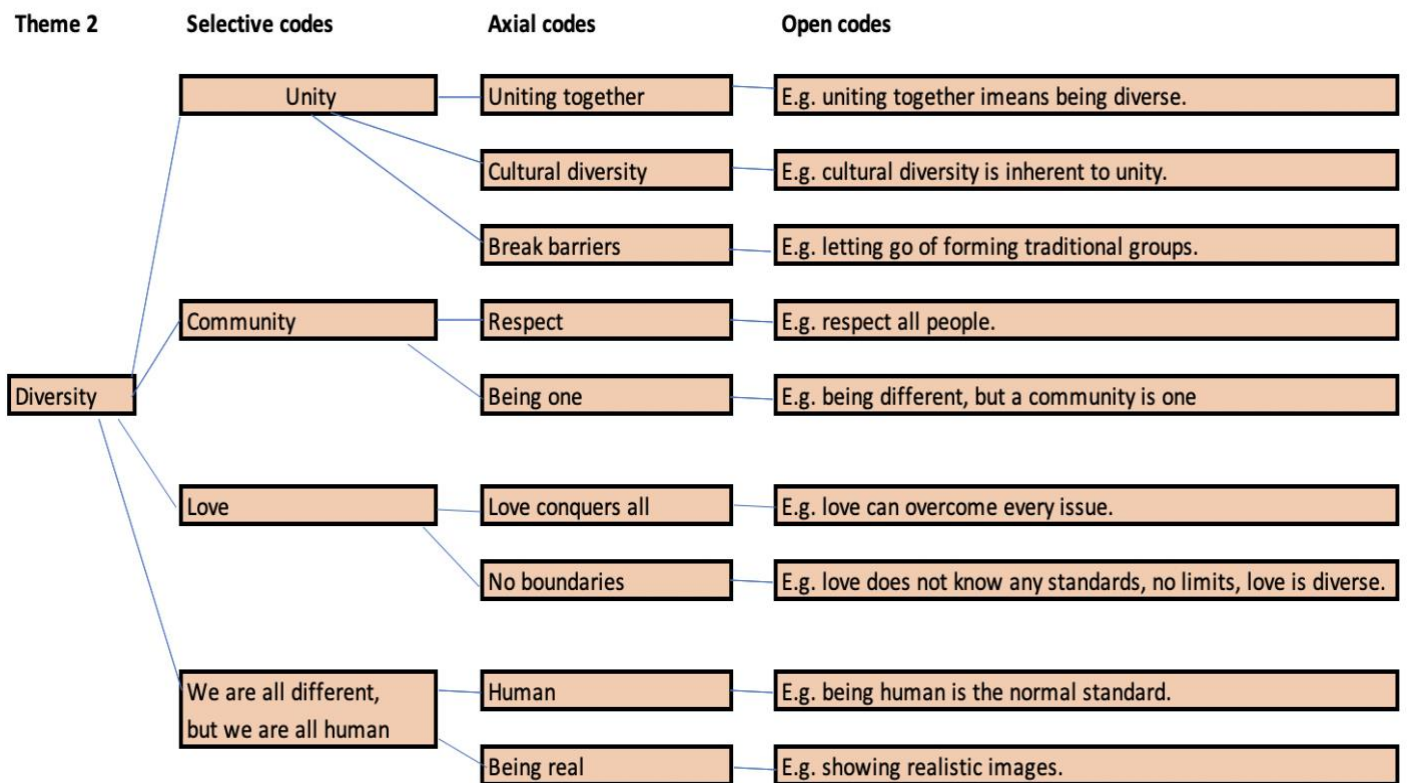 Theme 2 Selective codes Axial codes Open codes
Unity Uniting together E.g. uniting together imeans being diverse.
Cultural diversity E.g. cultural diversity is inherent to unity.
Break barriers E.g. letting go of forming traditional groups.
Community Respect E.g. respect all people.
Diversity Being one E.g. being different, but a community is one
Love Love conquers all E.g. love can overcome every issue.
No boundaries E.g. love does not know any standards, no limits, love is diverse.
We are all different, Human E.g. being human is the normal standard.
but we are all human
Being real E.g. showing realistic images.